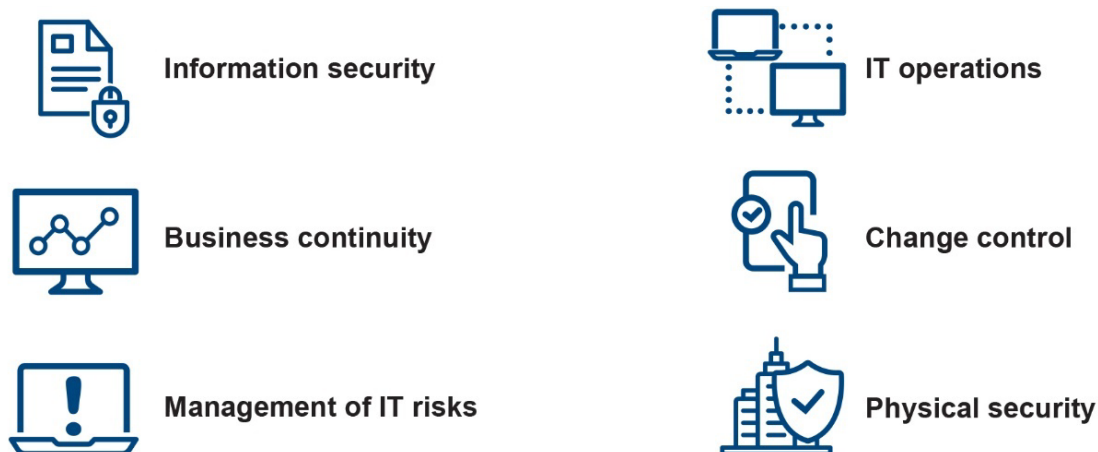 Information security
IT operations
Business continuity
Change control
Management of IT risks
Physical security